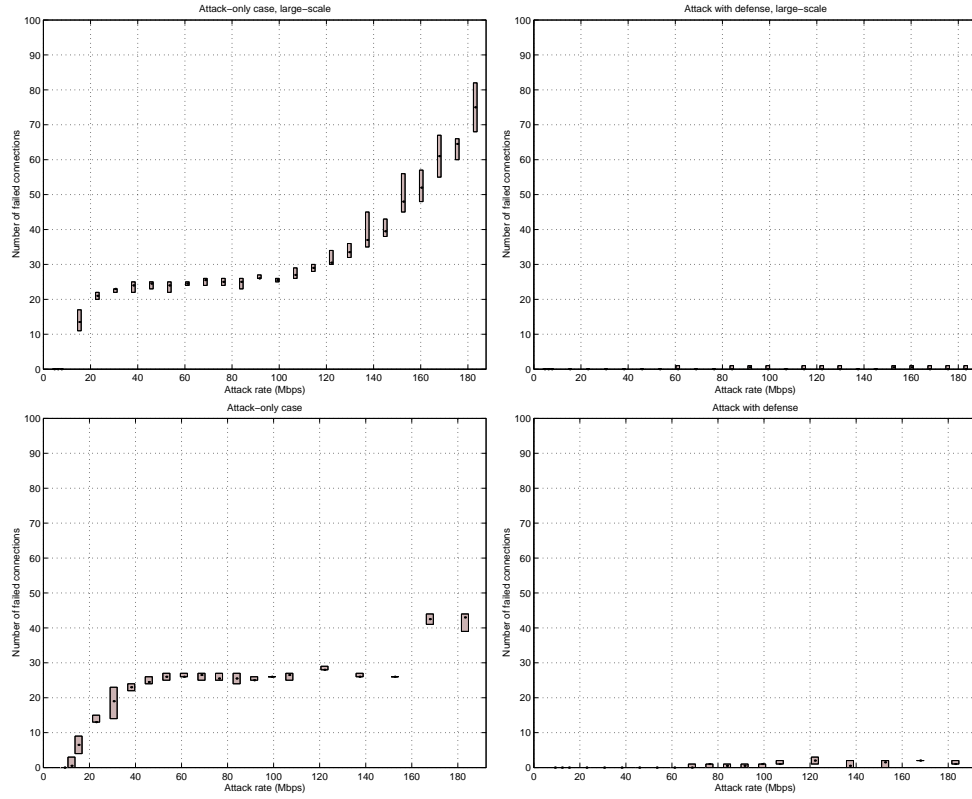 Attack−only case, large−scale
100
90
80
70
60
50
40
30
20
10
0
Number of failed connections
0 20 40 60 80 100 120 140 160 180
Attack rate (Mbps)
Attack with defense, large−scale
100
90
80
70
60
50
40
30
20
10
0
Number of failed connections
0 20 40 60 80 100 120 140 160 180
Attack rate (Mbps)
Attack−only case
100
90
80
70
60
50
40
30
20
10
0
Number of failed connections
0 20 40 60 80 100 120 140 160 180
Attack rate (Mbps)
Attack with defense
100
90
80
70
60
50
40
30
20
10
0
Number of failed connections
0 20 40 60 80 100 120 140 160 180
Attack rate (Mbps)